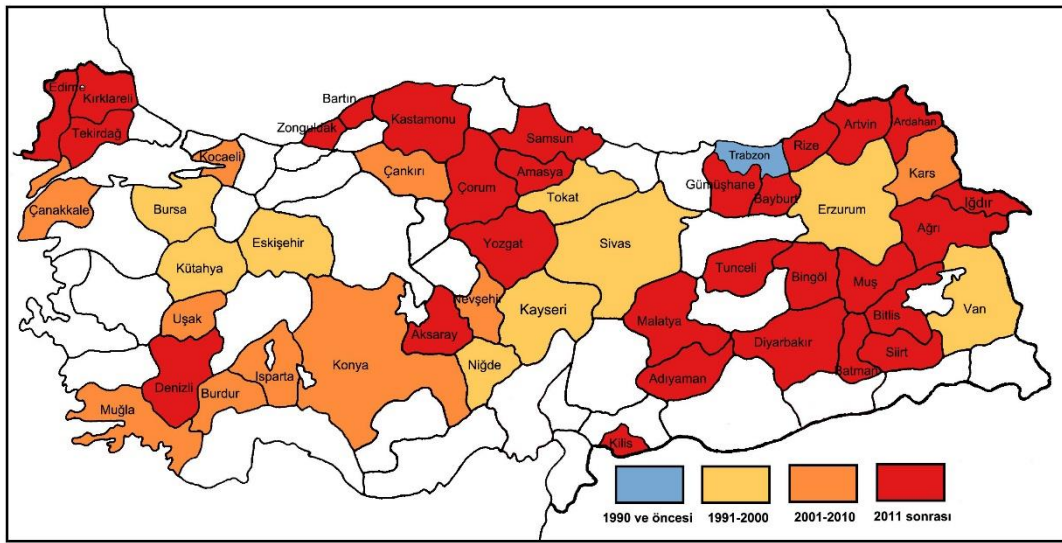 Edirne
Kırklareli
Tekirdağ
Bartın
Zonguldak
Kastamonu
Samsun
Artvin
Ardahan
Kocaeli
Çankırı
Çorum
Amasya
Trabzon
Rize
Kars
Çanakkale
Bursa
Tokat
Gümüşhane
Bayburt
Erzurum
Iğdır
Eskişehir
Yozgat
Sivas
Ağrı
Kütahya
Tunceli
Bingöl
Muş
Uşak
Nevşehir
Kayseri
Bitlis
Van
Aksaray
Malatya
Diyarbakır
Siirt
Denizli
Isparta
Konya
Niğde
Adıyaman
Batman
Muğla
Burdur
Kilis
1990 ve öncesi
1991-2000
2001-2010
2011 sonrası